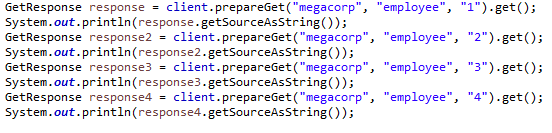 GetResponse response = client.prepareGet("megacorp", "employee", "1").get();
System.out.println(response.getSourceAsString());
GetResponse response2 = client.prepareGet("megacorp", "employee", "2").get();
System.out.println(response2.getSourceAsString());
GetResponse response3 = client.prepareGet("megacorp", "employee", "3").get();
System.out.println(response3.getSourceAsString());
GetResponse response4 = client.prepareGet("megacorp", "employee", "4").get();
System.out.println(response4.getSourceAsString());